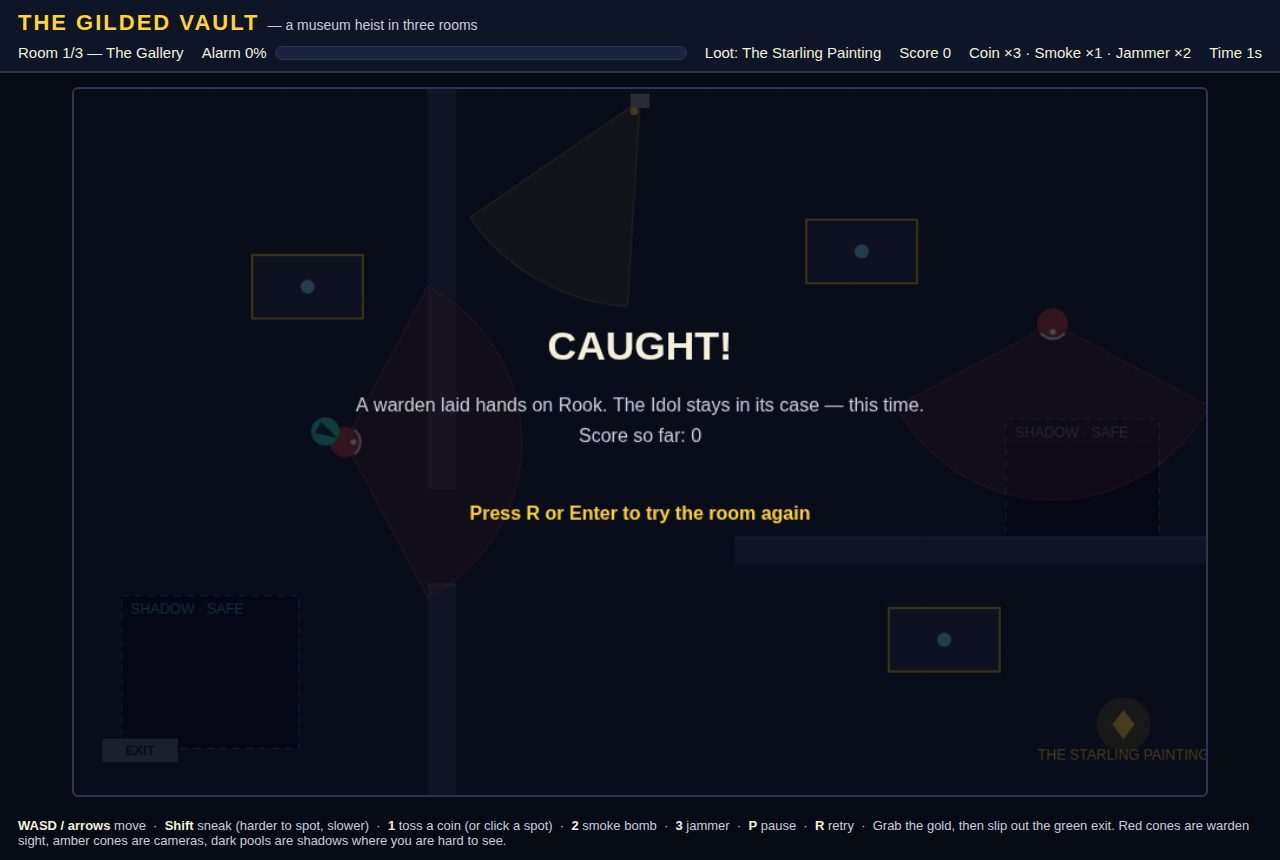 THE GILDED VAULT — a museum heist in three rooms
Room 1/3 — The Gallery Alarm 0% Loot: The Starling Painting Score 0 Coin ×3 · Smoke ×1 · Jammer ×2 Time 1s
CAUGHT!
A warden laid hands on Rook. The Idol stays in its case — this time.
SHADOW · SAFE
Score so far: 0
Press R or Enter to try the room again
SHADOW · SAFE
EXIT
THE STARLING PAINTING
WASD / arrows move · Shift sneak (harder to spot, slower) · 1 toss a coin (or click a spot) · 2 smoke bomb · 3 jammer · P pause · R retry · Grab the gold, then slip out the green exit. Red cones are warden
sight, amber cones are cameras, dark pools are shadows where you are hard to see.